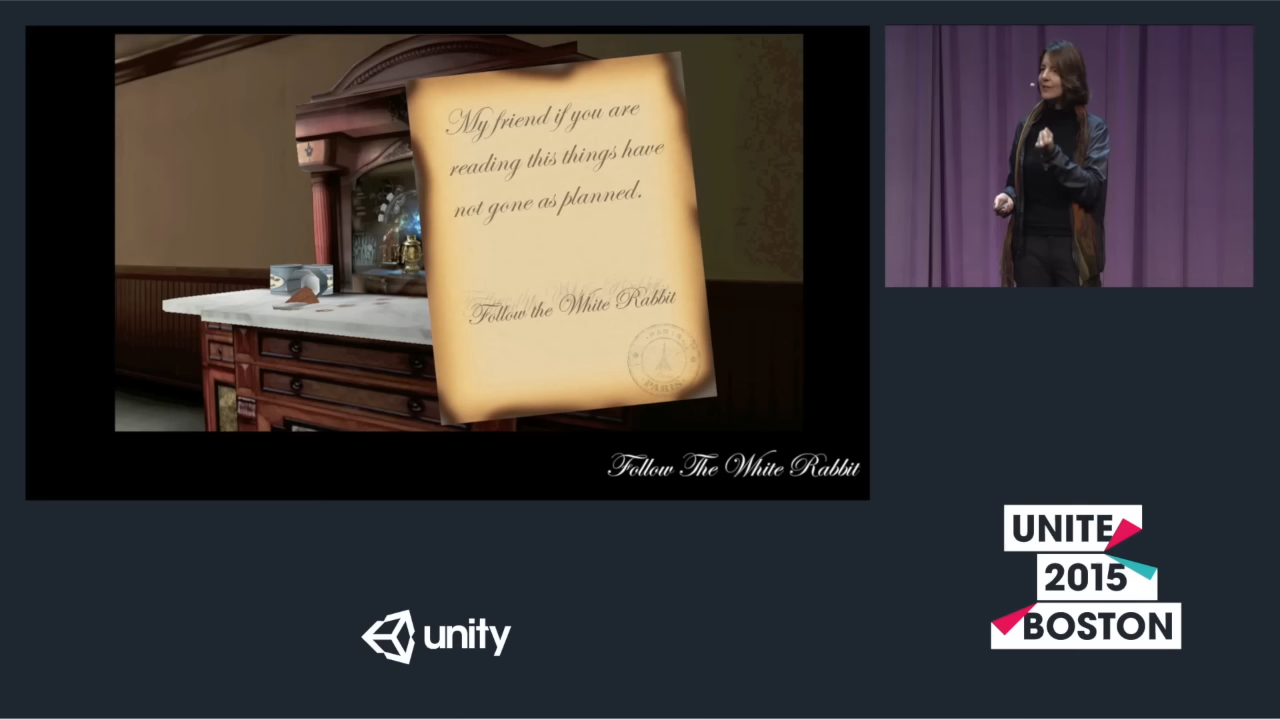 My friend if you are
reading this things have
not gone as planned.
Follow the White Rabbit
PARIS
Follow The White Rabbit
UNITE
2015
BOSTON
unity